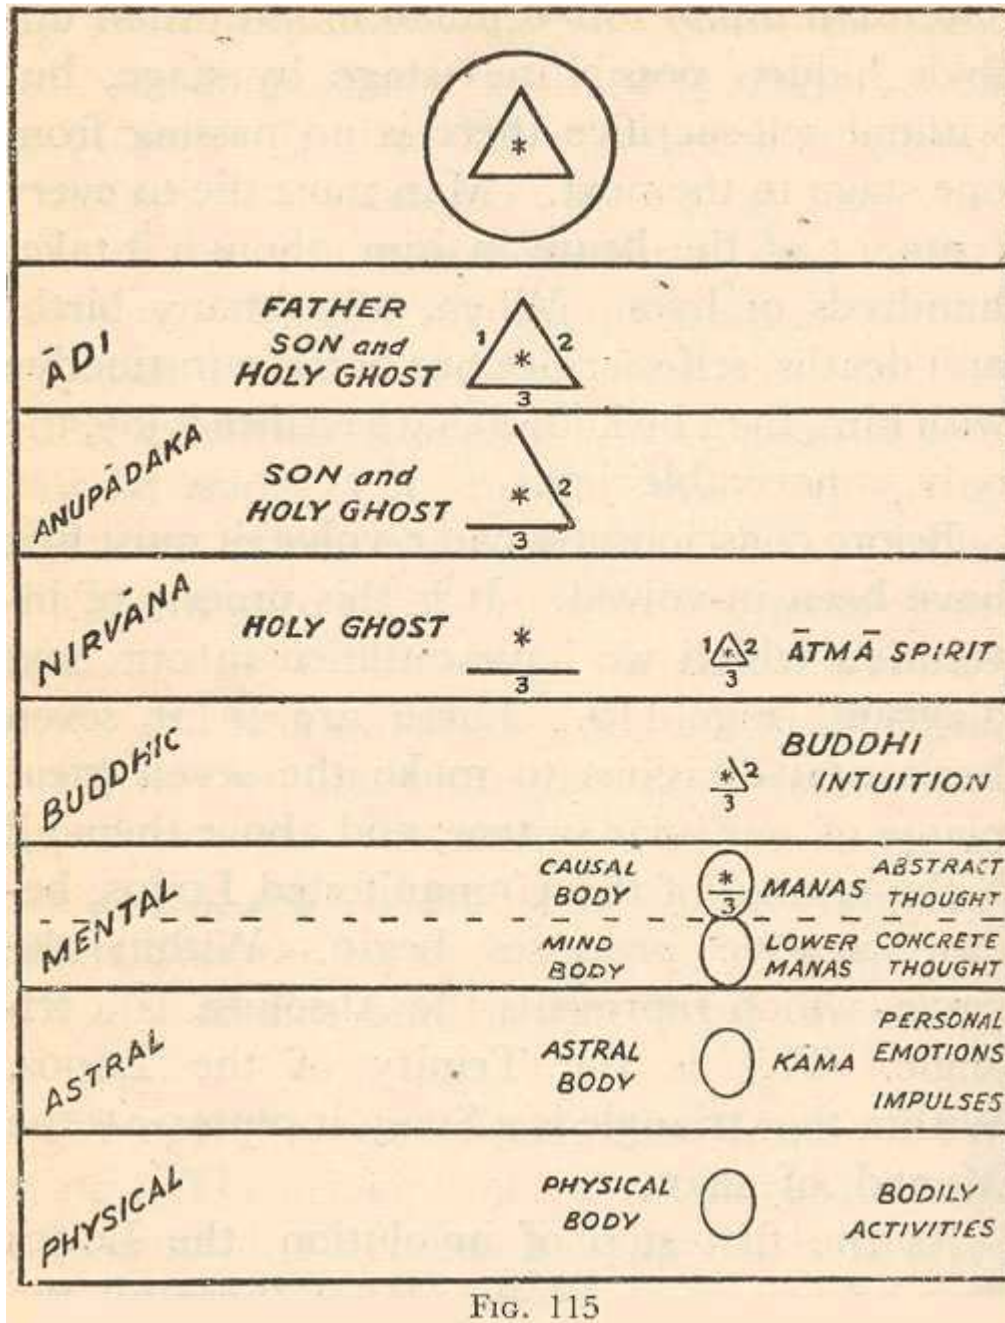 ĀDI
FATHER
SON and
HOLY GHOST
1 * 2
3
ANUPĀDAKA
SON and
HOLY GHOST
* 2
3
NIRVĀNA
HOLY GHOST
*
3
1 * 2
3
ĀTMĀ SPIRIT
BUDDHIC
* 2
3
BUDDHI
INTUITION
MENTAL
CAUSAL
BODY
*
3
MANAS
ABSTRACT
THOUGHT
MIND
BODY
LOWER
MANAS
CONCRETE
THOUGHT
ASTRAL
ASTRAL
BODY
KĀMA
PERSONAL
EMOTIONS
IMPULSES
PHYSICAL
PHYSICAL
BODY
BODILY
ACTIVITIES
FIG. 115